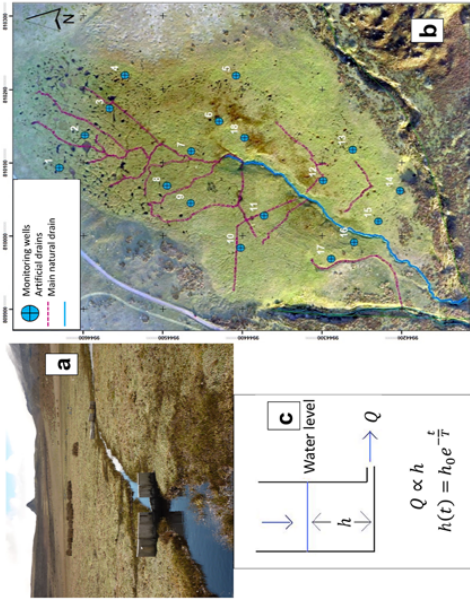 a
b
N
Monitoring wells
Artificial drains
Main natural drain
1
2
3
4
5
6
7
8
9
10
11
12
13
14
15
16
17
18
c
Water level
h
Q
Q ∝ h
h(t) = h₀e^(-t/T)